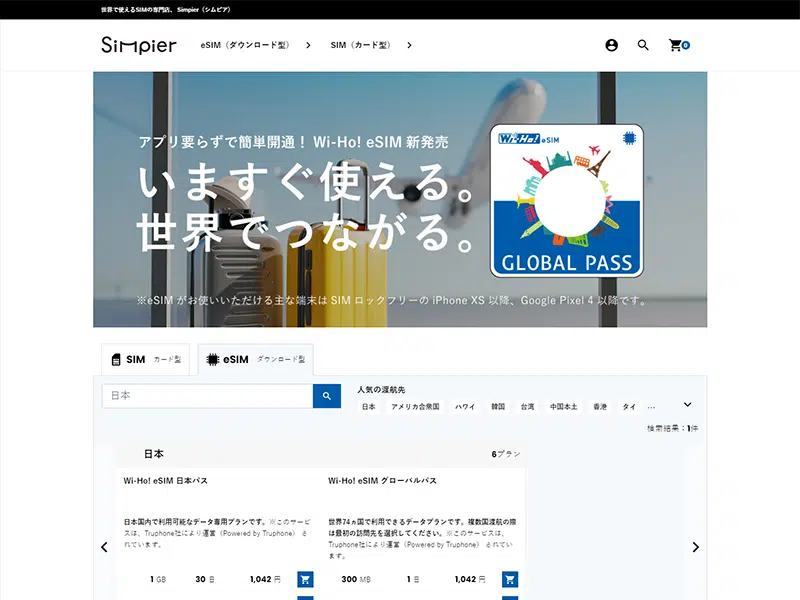 世界で使えるSIMの専門店、Simpier（シムピア）
Simpier
eSIM（ダウンロード型）
SIM（カード型）
0
アプリ要らずで簡単開通！ Wi-Ho! eSIM 新発売
いますぐ使える。
世界でつながる。
Wi-Ho! eSIM
GLOBAL PASS
※eSIM がお使いいただける主な端末は SIM ロックフリーの iPhone XS 以降、Google Pixel 4 以降です。
SIM カード型
eSIM ダウンロード型
日本
人気の渡航先
日本 アメリカ合衆国 ハワイ 韓国 台湾 中国本土 香港 タイ …
検索結果：1件
日本
6プラン
Wi-Ho! eSIM 日本パス
日本国内で利用可能なデータ専用プランです。※このサービ
スは、Truphone社により運営（Powered by Truphone） さ
れています。
1 GB 30 日 1,042 円
Wi-Ho! eSIM グローバルパス
世界74ヵ国で利用できるデータプランです。複数国渡航の際
は最初の訪問先を選択してください。※このサービスは、
Truphone社により運営（Powered by Truphone） されてい
ます。
300 MB 1 日 1,042 円